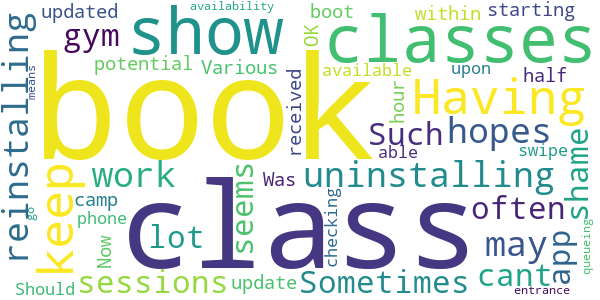 updated
availability
boot
within
starting
gym
show
OK
classes
potential
Various
available
upon
half
reinstalling
means
book
received
hour
Having
Such
hopes
able
swipe
shame
keep
work
seems
Was
uninstalling
camp
class
checking
often
go
phone
Now
lot
may
app
queueing
Should
sessions
update
Sometimes
cant
entrance